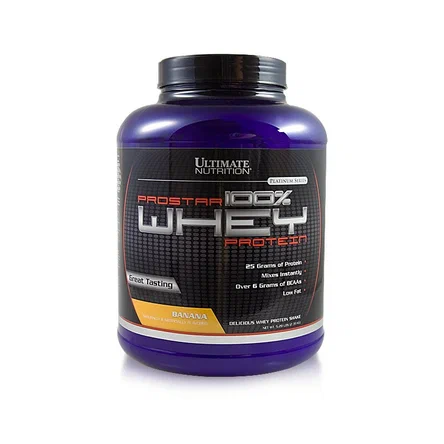 ULTIMATE
NUTRITION®
PLATINUM SERIES
PROSTAR 100%
WHEY
PROTEIN
25 Grams of Protein
Mixes Instantly
Over 6 Grams of BCAAs
Low Fat
Great Tasting
BANANA
DELICIOUS WHEY PROTEIN SHAKE